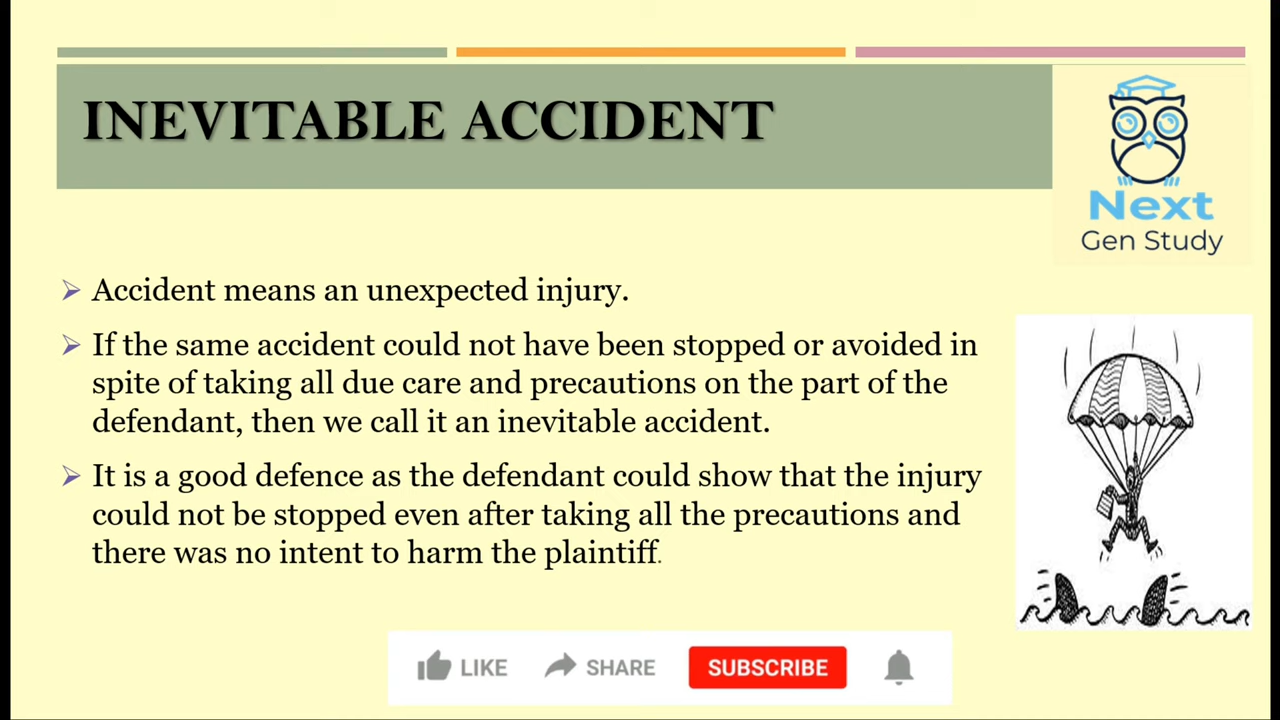 INEVITABLE ACCIDENT
Next
Gen Study
Accident means an unexpected injury.
If the same accident could not have been stopped or avoided in
spite of taking all due care and precautions on the part of the
defendant, then we call it an inevitable accident.
It is a good defence as the defendant could show that the injury
could not be stopped even after taking all the precautions and
there was no intent to harm the plaintiff.
LIKE SHARE SUBSCRIBE